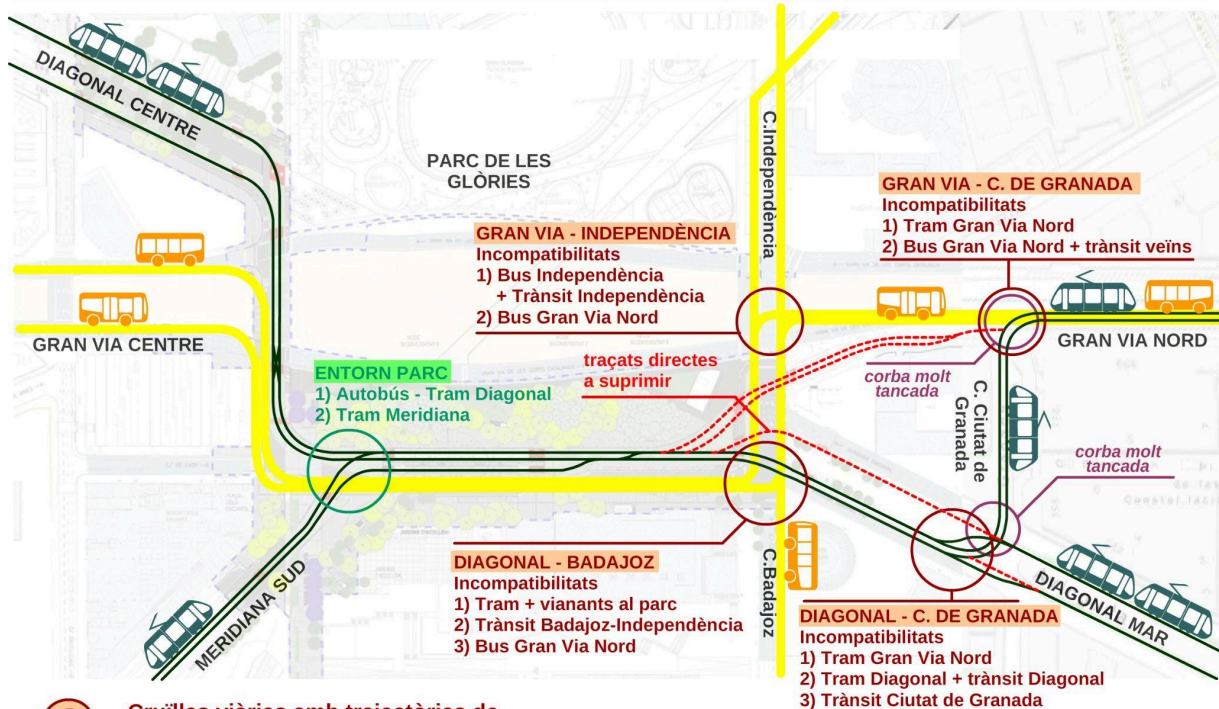 DIAGONAL CENTRE
PARC DE LES
GLÒRIES
C.Independència
GRAN VIA - C. DE GRANADA
Incompatibilitats
1) Tram Gran Via Nord
2) Bus Gran Via Nord + trànsit veïns
GRAN VIA - INDEPENDÈNCIA
Incompatibilitats
1) Bus Independència
+ Trànsit Independència
2) Bus Gran Via Nord
GRAN VIA CENTRE
GRAN VIA NORD
traçats directes
a suprimir
corba molt
tancada
ENTORN PARC
1) Autobús - Tram Diagonal
2) Tram Meridiana
C. Ciutat de
Granada
corba molt
tancada
MERIDIANA SUD
DIAGONAL - BADAJOZ
Incompatibilitats
1) Tram + vianants al parc
2) Trànsit Badajoz-Independència
3) Bus Gran Via Nord
C.Badajoz
DIAGONAL MAR
DIAGONAL - C. DE GRANADA
Incompatibilitats
1) Tram Gran Via Nord
2) Tram Diagonal + trànsit Diagonal
3) Trànsit Ciutat de Granada
Cruïlles viàries amb trajectòries de